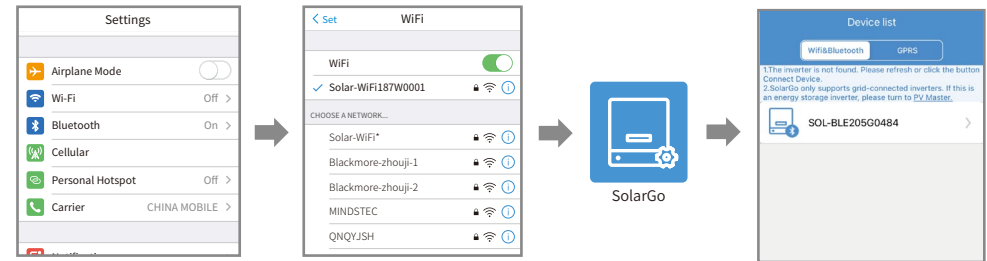 Settings
Airplane Mode
Wi-Fi Off
Bluetooth On
Cellular
Personal Hotspot Off
Carrier CHINA MOBILE
Set WiFi
WiFi
Solar-WiFi187W0001
CHOOSE A NETWORK...
Solar-WiFi*
Blackmore-zhouji-1
Blackmore-zhouji-2
MINDSTEC
QNQYJSH
SolarGo
Device list
Wifi&Bluetooth GPRS
1.The inverter is not found. Please refresh or click the button
Connect Device.
2.SolarGo only supports grid-connected inverters. If this is
an energy storage inverter, please turn to PV Master.
SOL-BLE205G0484